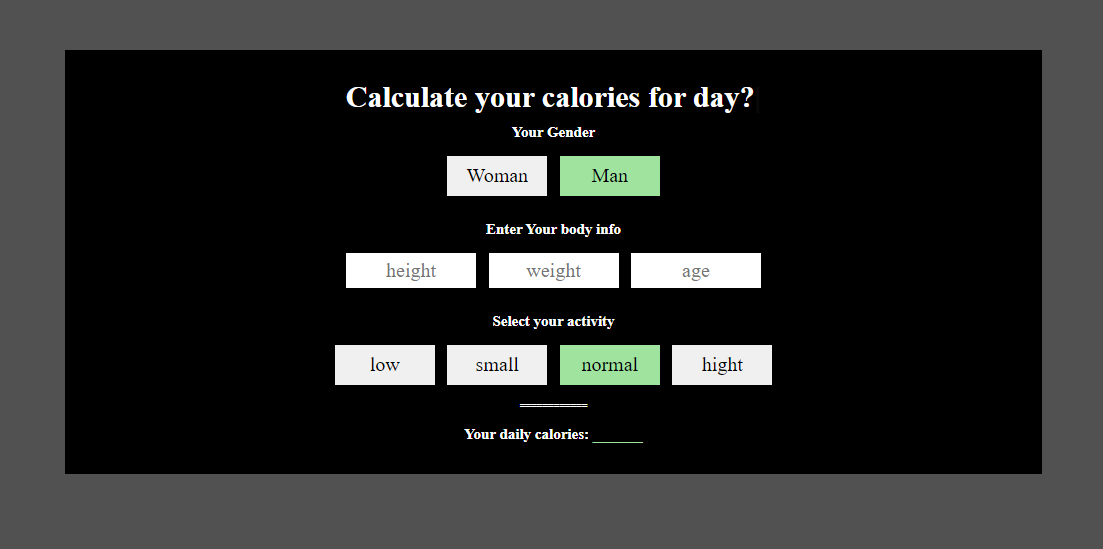 Calculate your calories for day?
Your Gender
Woman Man
Enter Your body info
height weight age
Select your activity
low small normal hight
============
Your daily calories: _______